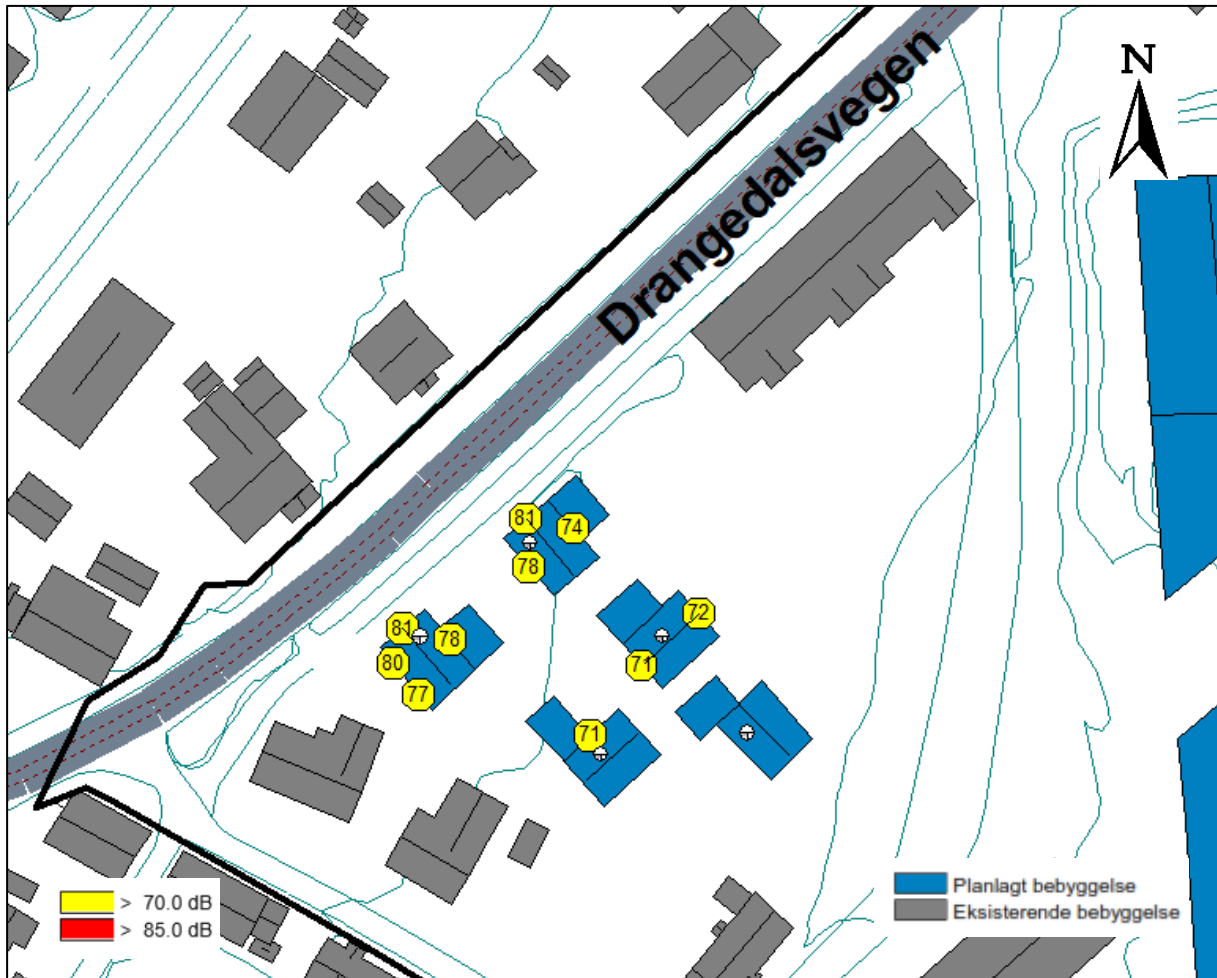 N
Drangedalsvegen
81
74
78
81
78
80
77
72
71
71
> 70.0 dB
> 85.0 dB
Planlagt bebyggelse
Eksisterende bebyggelse